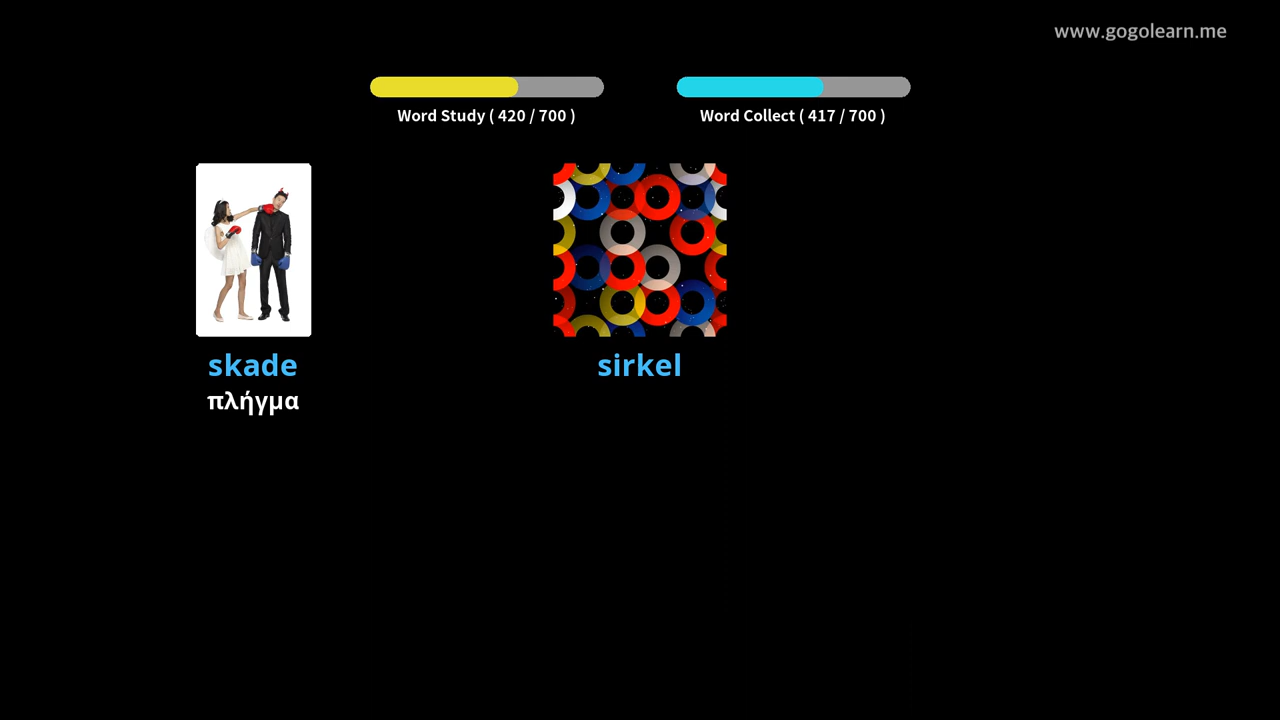 www.gogolearn.me
Word Study ( 420 / 700 )
Word Collect ( 417 / 700 )
skade
πλήγμα
sirkel